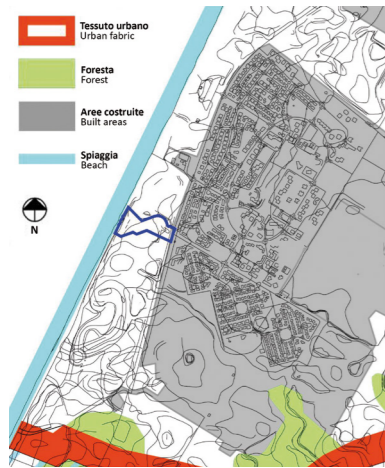 Tessuto urbano
Urban fabric
Foresta
Forest
Aree costruite
Built areas
Spiaggia
Beach
N